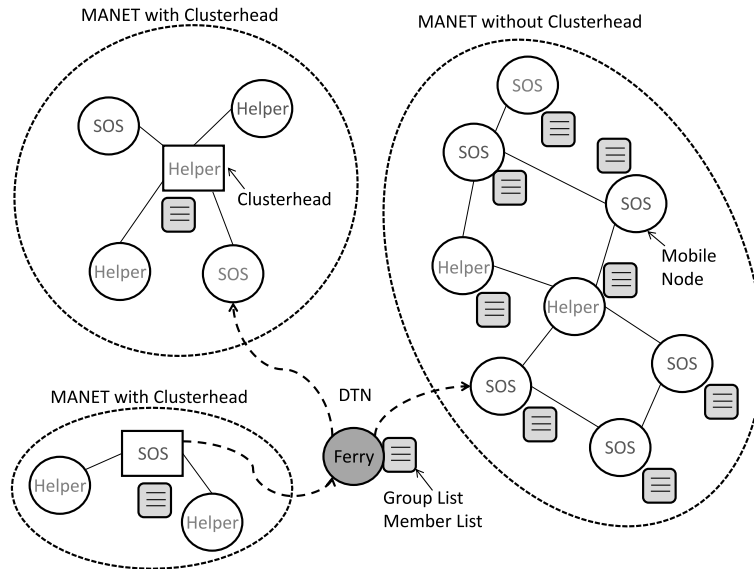 MANET with Clusterhead
SOS
Helper
Helper
Clusterhead
Helper
SOS
MANET without Clusterhead
SOS
SOS
SOS
Mobile
Node
Helper
Helper
SOS
SOS
SOS
MANET with Clusterhead
SOS
Helper
Helper
DTN
Ferry
Group List
Member List